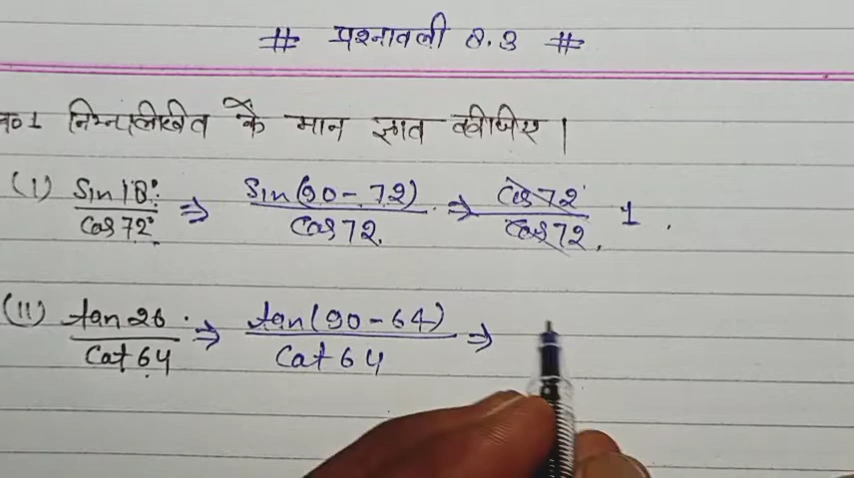 # प्रश्नावली 8.3 #
प्र01 निम्नलिखीत के मान ज्ञात कीजिए।
(I) Sin18°/Cos72° ⇒ Sin(90-72)/Cos72 ⇒ Cos72/Cos72 1
(II) tan26/Cot64 ⇒ tan(90-64)/Cot64 ⇒